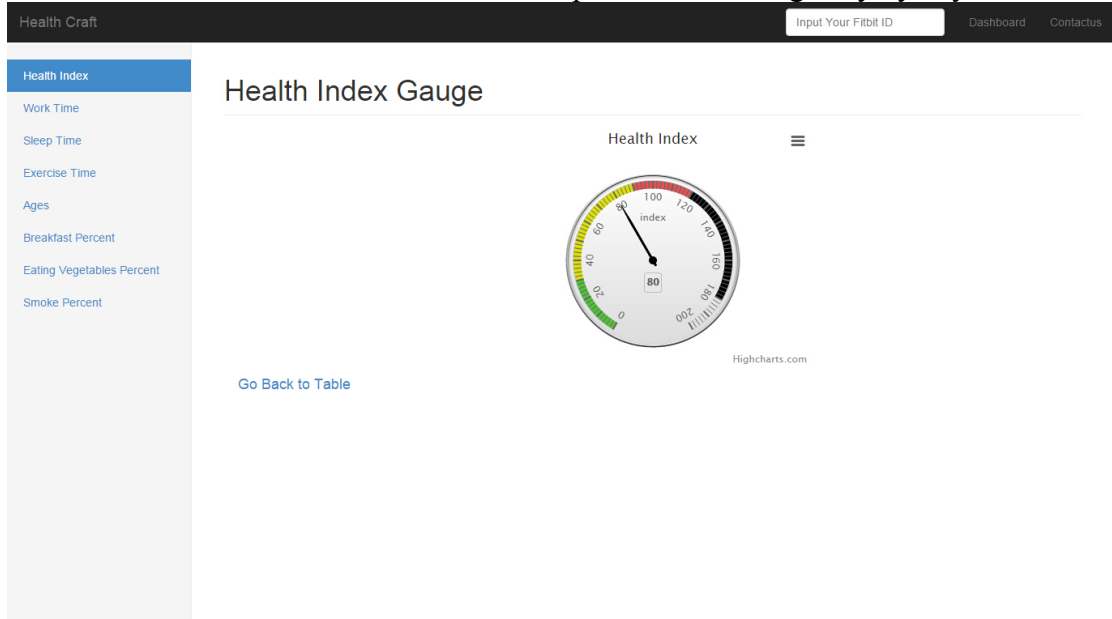 Health Craft
Input Your Fitbit ID
Dashboard
Contactus
Health Index
Work Time
Sleep Time
Exercise Time
Ages
Breakfast Percent
Eating Vegetables Percent
Smoke Percent
Health Index Gauge
Health Index
0
20
40
60
80
100
120
140
160
180
200
index
80
Highcharts.com
Go Back to Table